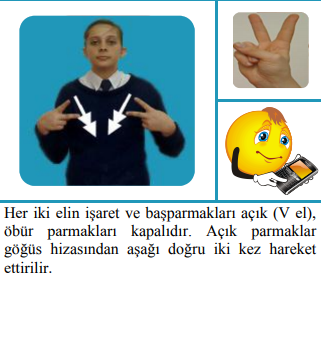 Her iki elin işaret ve başparmakları açık (V el),
öbür parmakları kapalıdır. Açık parmaklar
göğüs hizasından aşağı doğru iki kez hareket
ettirilir.